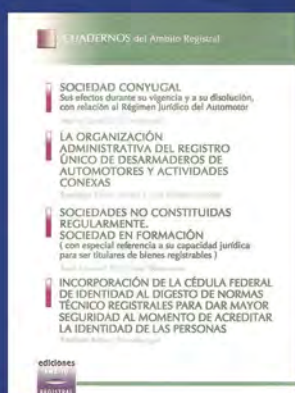 CUADERNOS del Ámbito Registral
SOCIEDAD CONYUGAL
Sus efectos durante su vigencia y a su disolución,
con relación al Régimen Jurídico del Automotor
LA ORGANIZACIÓN
ADMINISTRATIVA DEL REGISTRO
ÚNICO DE DESARMADEROS DE
AUTOMOTORES Y ACTIVIDADES
CONEXAS
SOCIEDADES NO CONSTITUIDAS
REGULARMENTE.
SOCIEDAD EN FORMACIÓN
( con especial referencia a su capacidad jurídica
para ser titulares de bienes registrables )
INCORPORACIÓN DE LA CÉDULA FEDERAL
DE IDENTIDAD AL DIGESTO DE NORMAS
TÉCNICO REGISTRALES PARA DAR MAYOR
SEGURIDAD AL MOMENTO DE ACREDITAR
LA IDENTIDAD DE LAS PERSONAS
ediciones
REGISTRAL